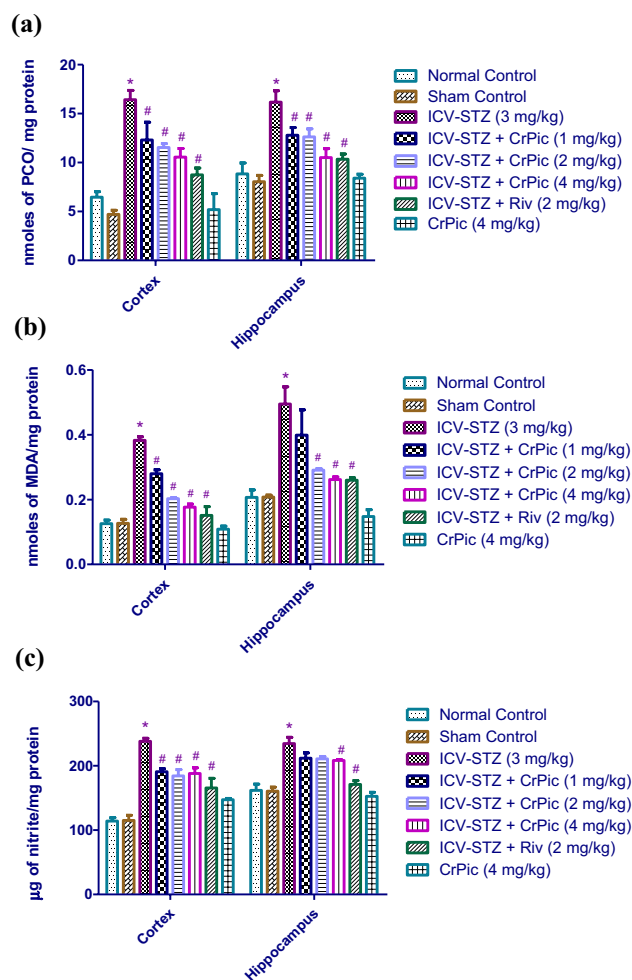 (a)
nmoles of PCO/ mg protein
20
15
10
5
0
* # # # #
* # # # #
Cortex
Hippocampus
Normal Control
Sham Control
ICV-STZ (3 mg/kg)
ICV-STZ + CrPic (1 mg/kg)
ICV-STZ + CrPic (2 mg/kg)
ICV-STZ + CrPic (4 mg/kg)
ICV-STZ + Riv (2 mg/kg)
CrPic (4 mg/kg)
(b)
nmoles of MDA/mg protein
0.6
0.4
0.2
0.0
* # # # #
* # # #
Cortex
Hippocampus
Normal Control
Sham Control
ICV-STZ (3 mg/kg)
ICV-STZ + CrPic (1 mg/kg)
ICV-STZ + CrPic (2 mg/kg)
ICV-STZ + CrPic (4 mg/kg)
ICV-STZ + Riv (2 mg/kg)
CrPic (4 mg/kg)
(c)
µg of nitrite/mg protein
300
200
100
0
* # # # #
* # #
Cortex
Hippocampus
Normal Control
Sham Control
ICV-STZ (3 mg/kg)
ICV-STZ + CrPic (1 mg/kg)
ICV-STZ + CrPic (2 mg/kg)
ICV-STZ + CrPic (4 mg/kg)
ICV-STZ + Riv (2 mg/kg)
CrPic (4 mg/kg)